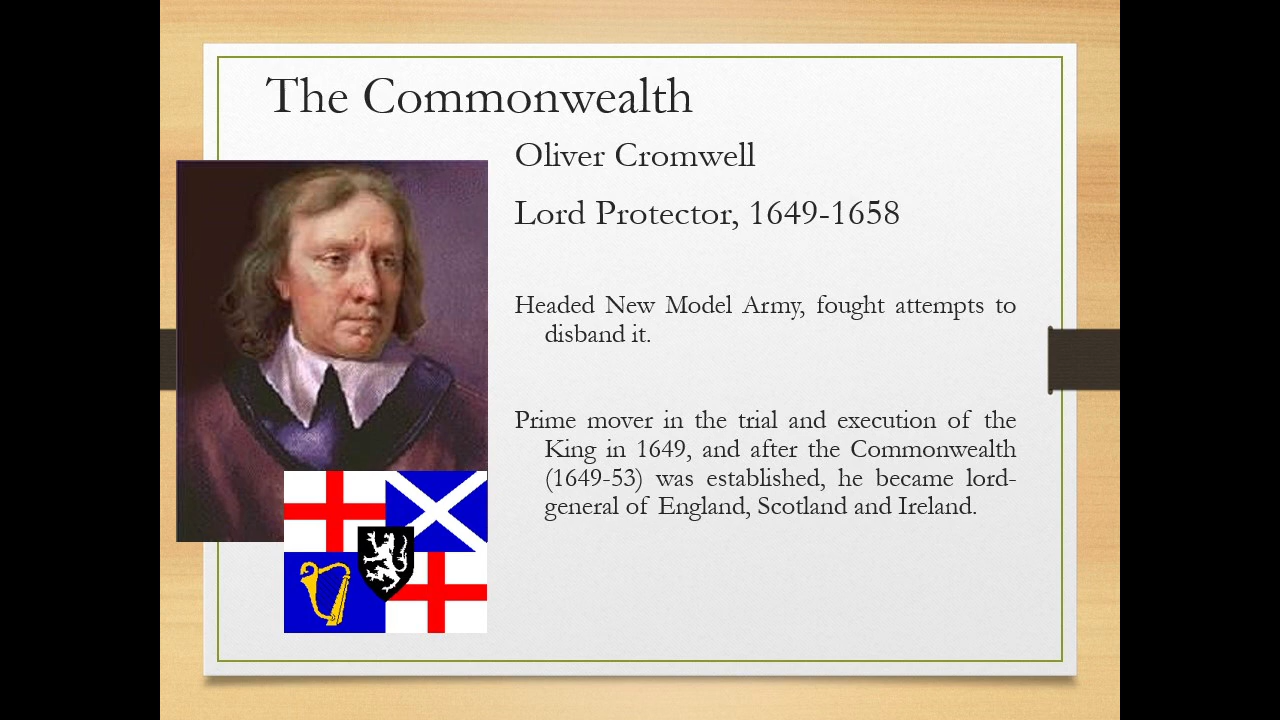 The Commonwealth
Oliver Cromwell
Lord Protector, 1649-1658
Headed New Model Army, fought attempts to
disband it.
Prime mover in the trial and execution of the
King in 1649, and after the Commonwealth
(1649-53) was established, he became lord-
general of England, Scotland and Ireland.